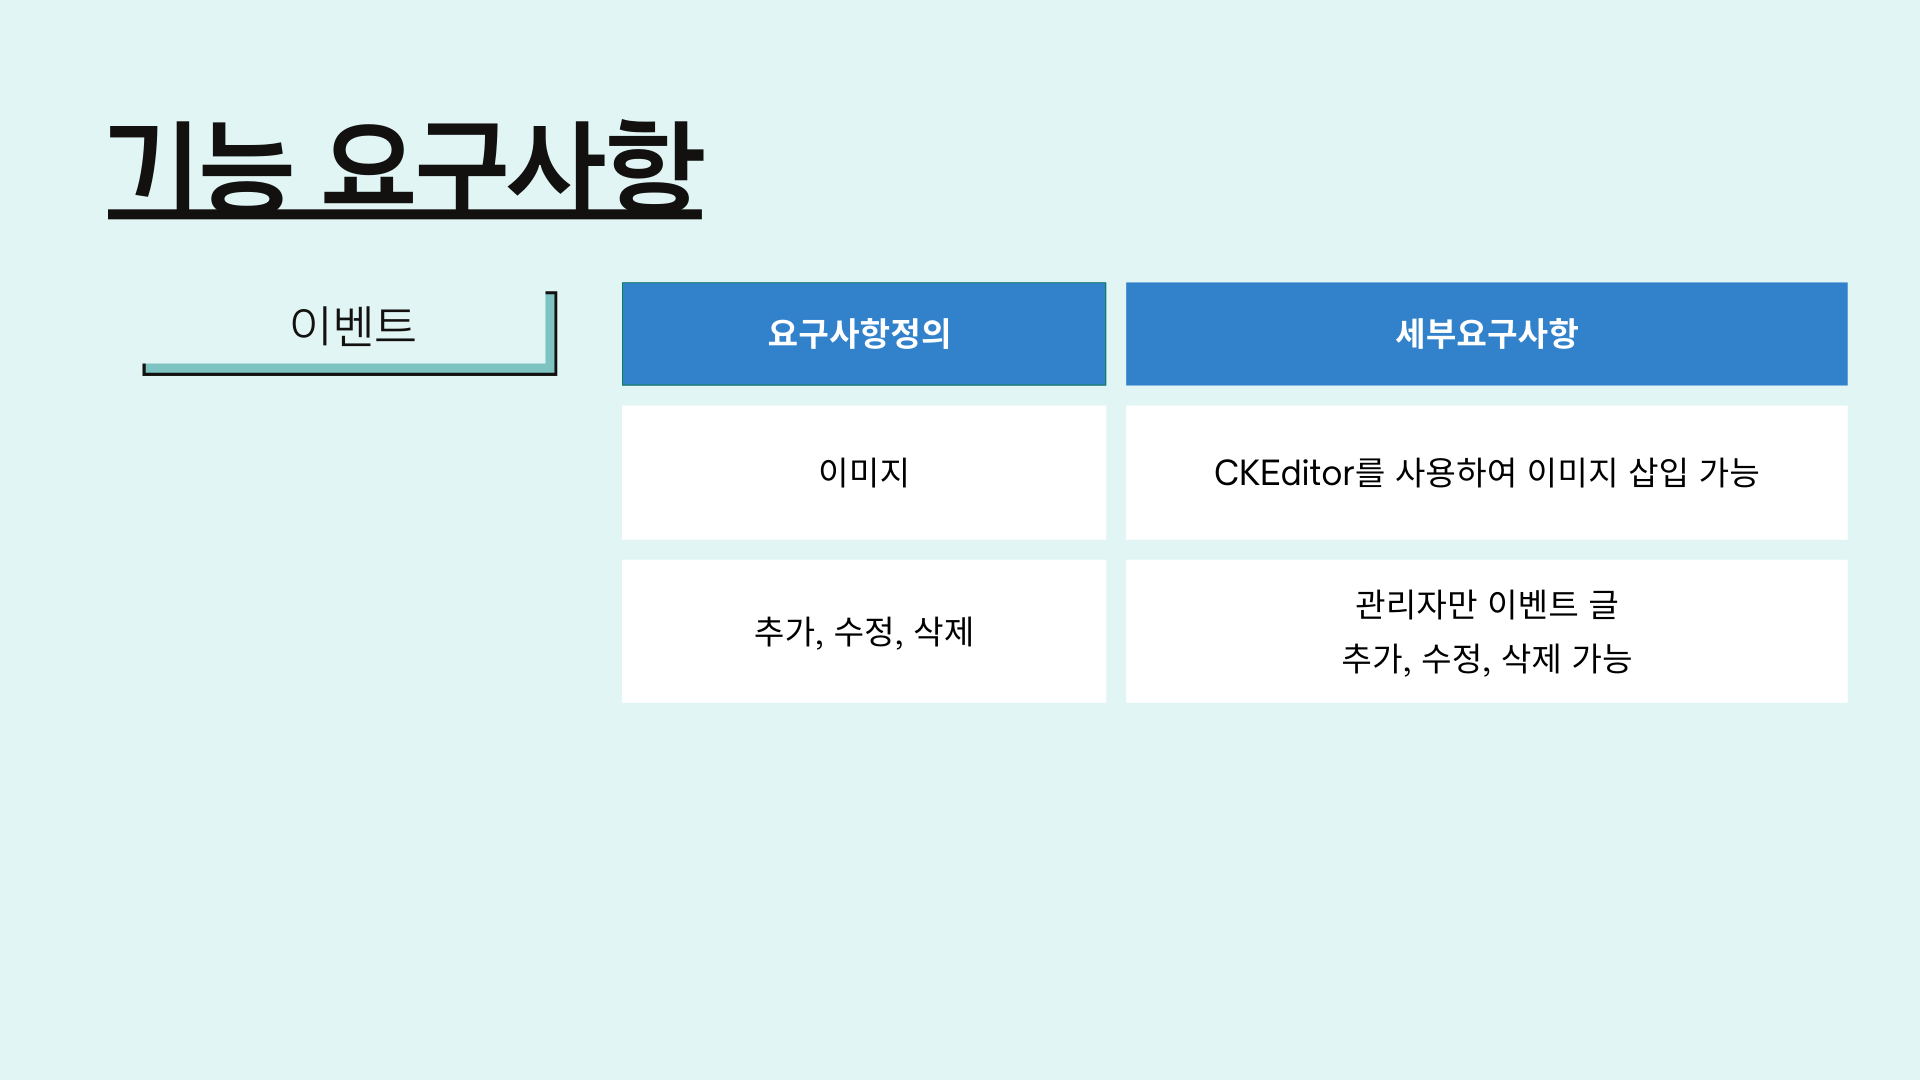 기능 요구사항
이벤트
요구사항정의
세부요구사항
이미지
CKEditor를 사용하여 이미지 삽입 가능
추가, 수정, 삭제
관리자만 이벤트 글
추가, 수정, 삭제 가능